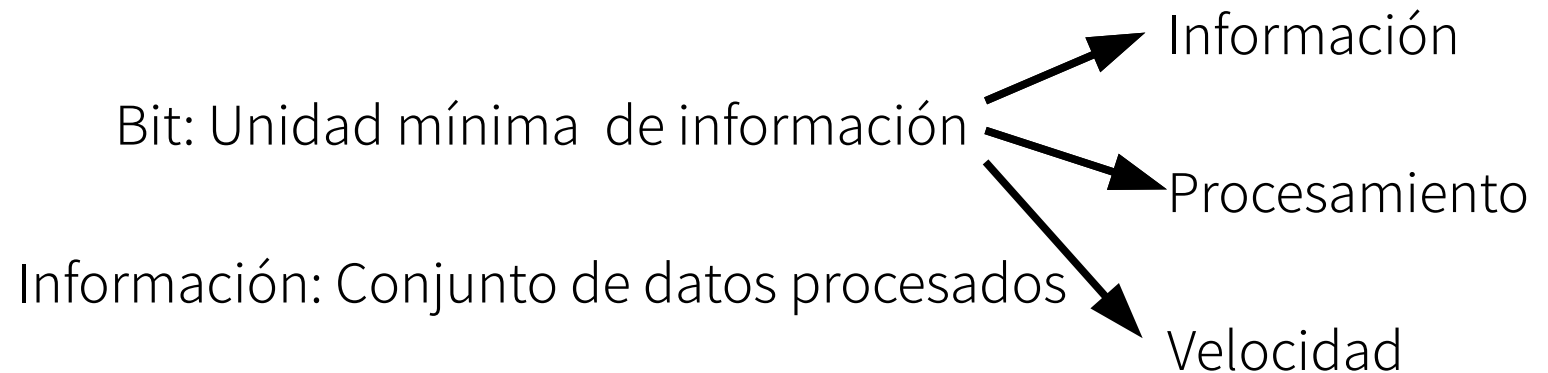 Información
Bit: Unidad mínima de información
Procesamiento
Información: Conjunto de datos procesados
Velocidad